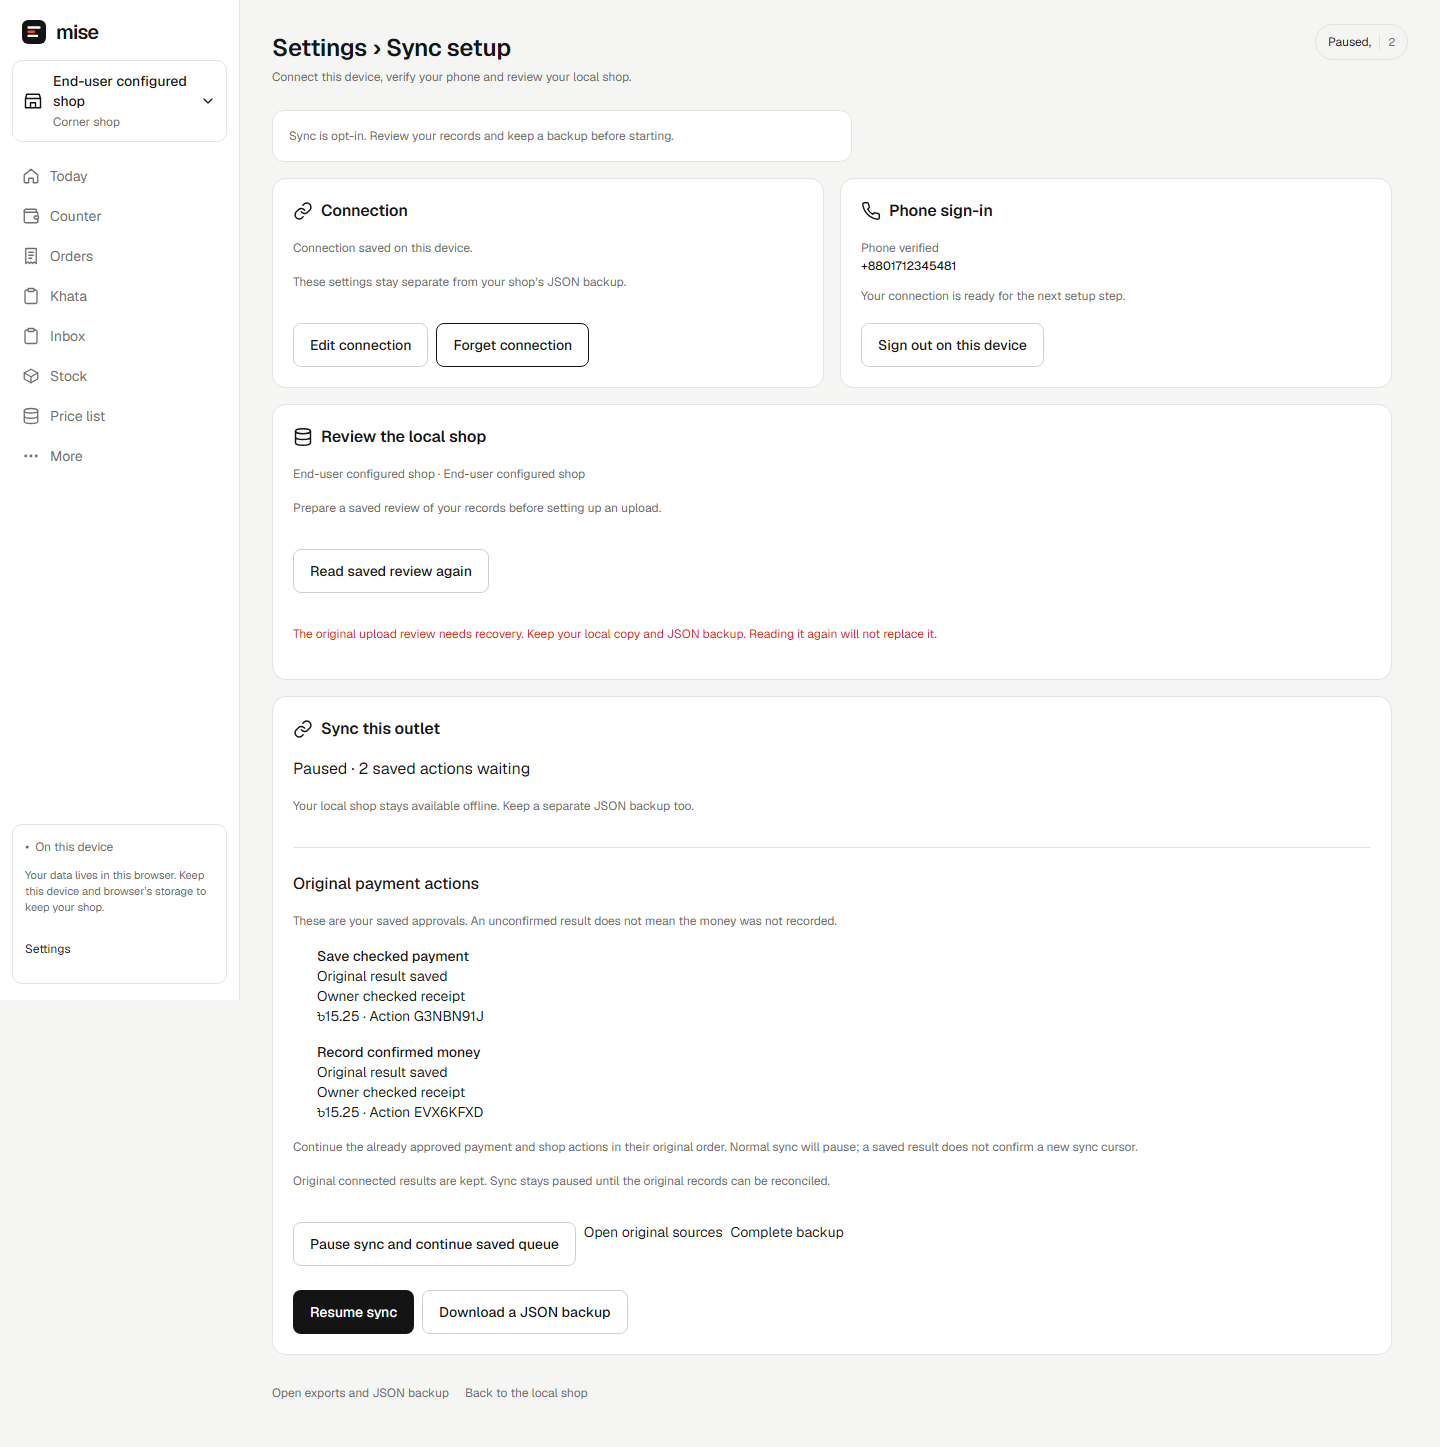 mise
End-user configured
shop
Corner shop
Today
Counter
Orders
Khata
Inbox
Stock
Price list
More
• On this device
Your data lives in this browser. Keep
this device and browser's storage to
keep your shop.
Settings
Settings › Sync setup
Connect this device, verify your phone and review your local shop.
Paused, 2
Sync is opt-in. Review your records and keep a backup before starting.
Connection
Connection saved on this device.
These settings stay separate from your shop's JSON backup.
Edit connection
Forget connection
Phone sign-in
Phone verified
+8801712345481
Your connection is ready for the next setup step.
Sign out on this device
Review the local shop
End-user configured shop · End-user configured shop
Prepare a saved review of your records before setting up an upload.
Read saved review again
The original upload review needs recovery. Keep your local copy and JSON backup. Reading it again will not replace it.
Sync this outlet
Paused · 2 saved actions waiting
Your local shop stays available offline. Keep a separate JSON backup too.
Original payment actions
These are your saved approvals. An unconfirmed result does not mean the money was not recorded.
Save checked payment
Original result saved
Owner checked receipt
৳15.25 · Action G3NBN91J
Record confirmed money
Original result saved
Owner checked receipt
৳15.25 · Action EVX6KFXD
Continue the already approved payment and shop actions in their original order. Normal sync will pause; a saved result does not confirm a new sync cursor.
Original connected results are kept. Sync stays paused until the original records can be reconciled.
Pause sync and continue saved queue
Open original sources
Complete backup
Resume sync
Download a JSON backup
Open exports and JSON backup
Back to the local shop